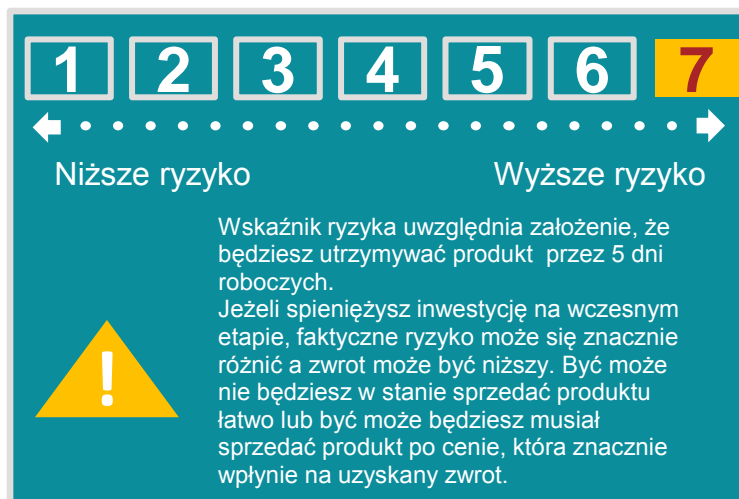 1 2 3 4 5 6 7
Niższe ryzyko Wyższe ryzyko
Wskaźnik ryzyka uwzględnia założenie, że
będziesz utrzymywać produkt przez 5 dni
roboczych.
Jeżeli spieniężysz inwestycję na wczesnym
etapie, faktyczne ryzyko może się znacznie
różnić a zwrot może być niższy. Być może
nie będziesz w stanie sprzedać produktu
łatwo lub być może będziesz musiał
sprzedać produkt po cenie, która znacznie
wpłynie na uzyskany zwrot.
!